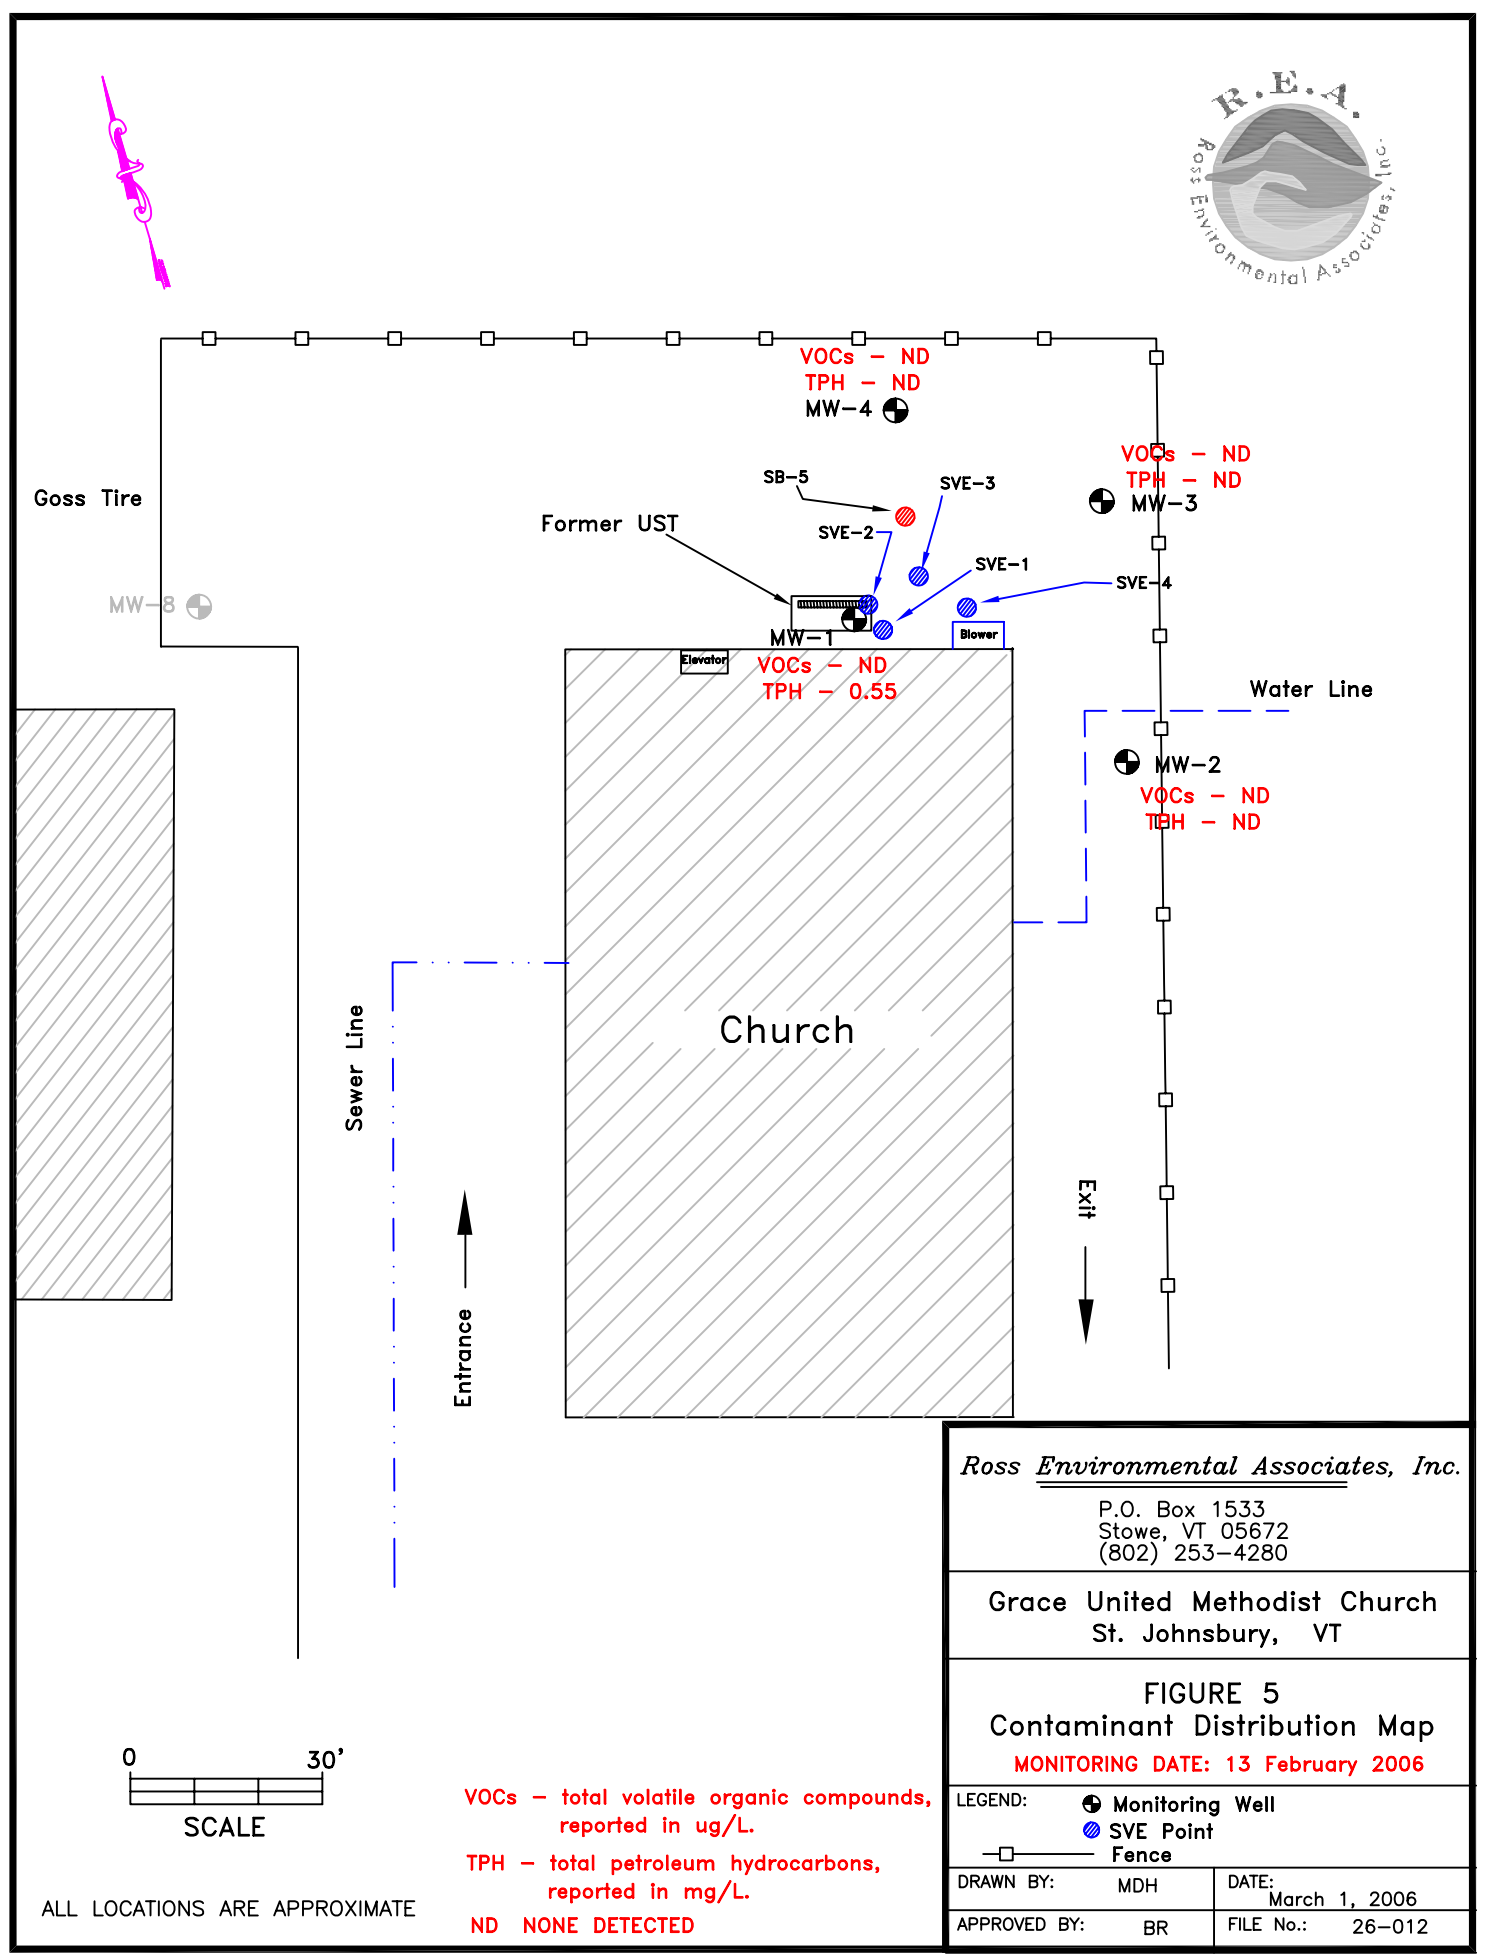 R.E.A.
Ross Environmental Associates, Inc.
VOCs – ND
TPH – ND
MW-4
VOCs – ND
TPH – ND
MW-3
SB-5
SVE-3
Goss Tire
Former UST
SVE-2
SVE-1
SVE-4
MW-8
MW-1
Blower
Elevator
VOCs – ND
TPH – 0.55
Water Line
MW-2
VOCs – ND
TPH – ND
Church
Sewer Line
Exit
Entrance
Ross Environmental Associates, Inc.
P.O. Box 1533
Stowe, VT 05672
(802) 253-4280
Grace United Methodist Church
St. Johnsbury, VT
FIGURE 5
Contaminant Distribution Map
MONITORING DATE: 13 February 2006
LEGEND:
Monitoring Well
SVE Point
Fence
DRAWN BY: MDH
DATE: March 1, 2006
APPROVED BY: BR
FILE No.: 26-012
0 30'
SCALE
VOCs – total volatile organic compounds,
reported in ug/L.
TPH – total petroleum hydrocarbons,
reported in mg/L.
ND NONE DETECTED
ALL LOCATIONS ARE APPROXIMATE